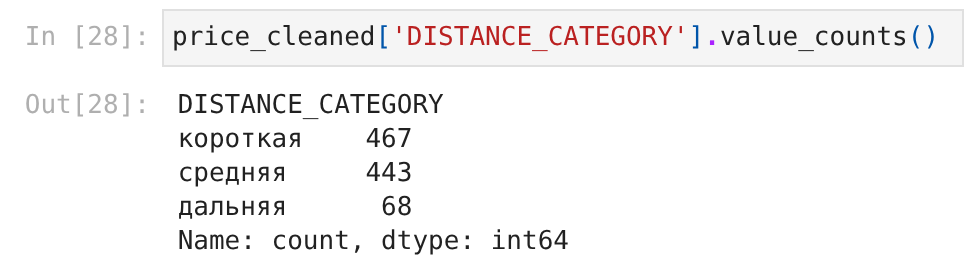 In [28]: price_cleaned['DISTANCE_CATEGORY'].value_counts()
Out[28]: DISTANCE_CATEGORY
короткая    467
средняя     443
дальняя      68
Name: count, dtype: int64